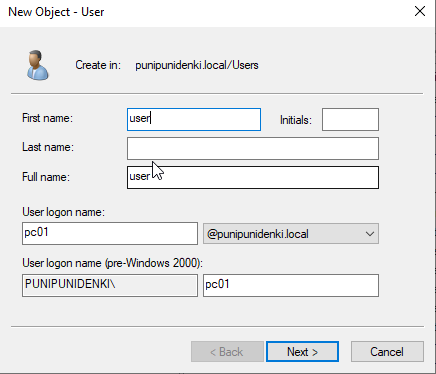 New Object - User
Create in: punipunidenki.local/Users
First name: user Initials:
Last name:
Full name: user
User logon name:
pc01 @punipunidenki.local
User logon name (pre-Windows 2000):
PUNIPUNIDENKI\ pc01
< Back Next > Cancel